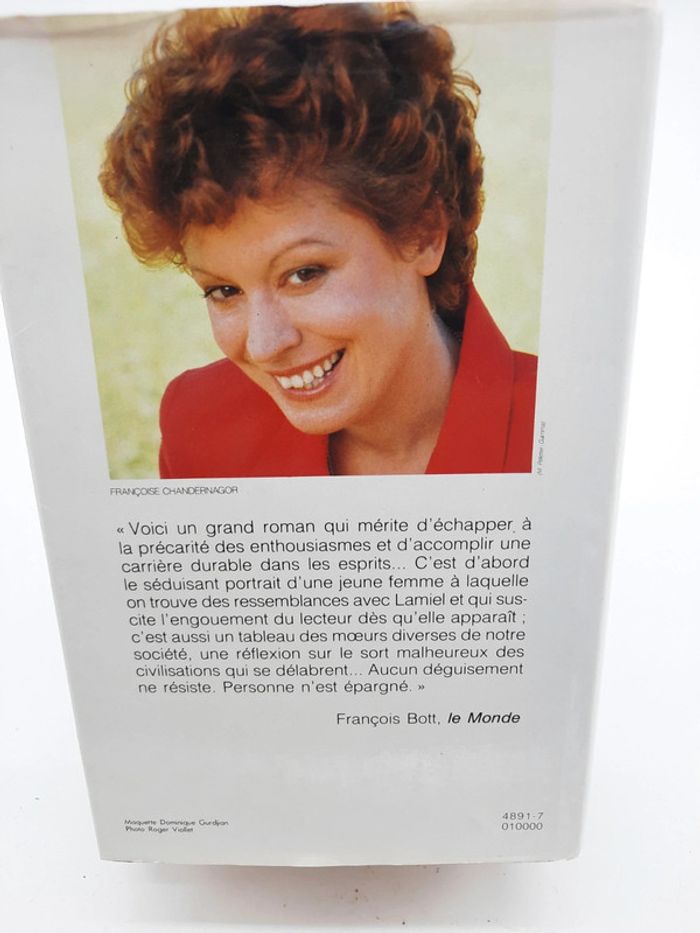 (M. Pelletier Gamma)
FRANÇOISE CHANDERNAGOR
« Voici un grand roman qui mérite d'échapper à
la précarité des enthousiasmes et d'accomplir une
carrière durable dans les esprits... C'est d'abord
le séduisant portrait d'une jeune femme à laquelle
on trouve des ressemblances avec Lamiel et qui sus-
cite l'engouement du lecteur dès qu'elle apparaît ;
c'est aussi un tableau des mœurs diverses de notre
société, une réflexion sur le sort malheureux des
civilisations qui se délabrent... Aucun déguisement
ne résiste. Personne n'est épargné. »
François Bott, le Monde
Maquette Dominique Gurdjian
Photo Roger Viollet
4891-7
010000